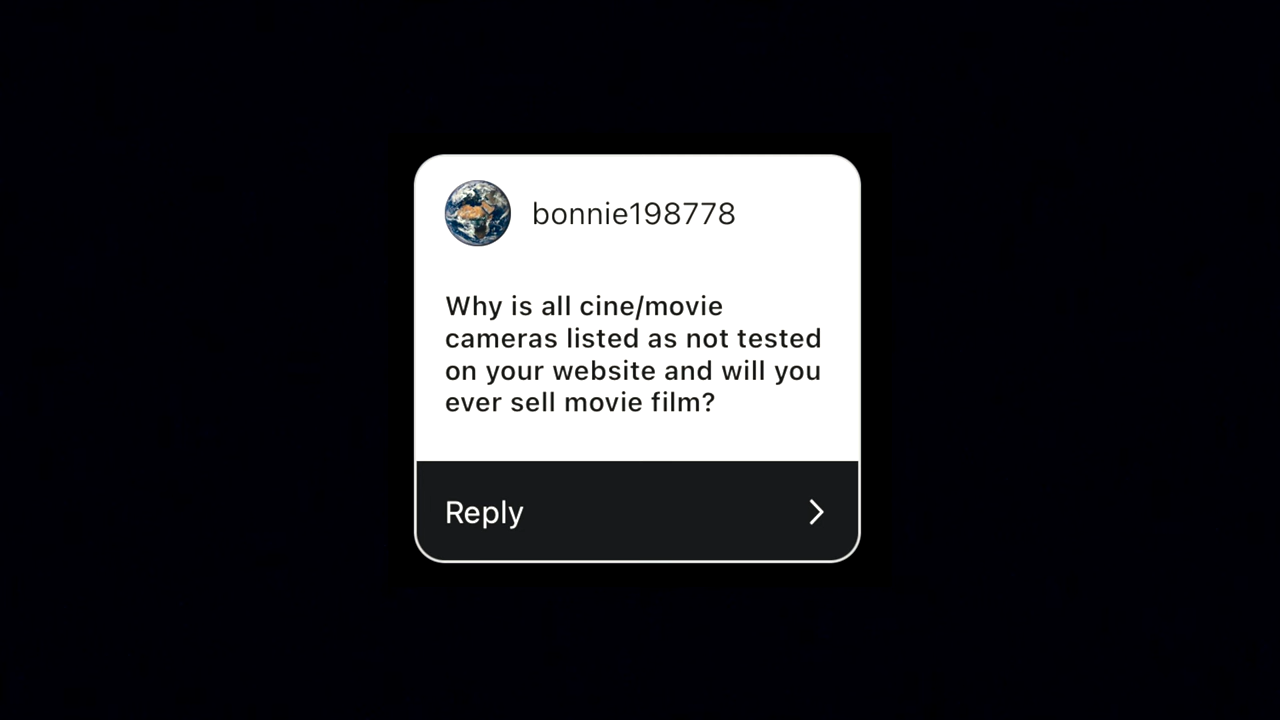 bonnie198778
Why is all cine/movie
cameras listed as not tested
on your website and will you
ever sell movie film?
Reply